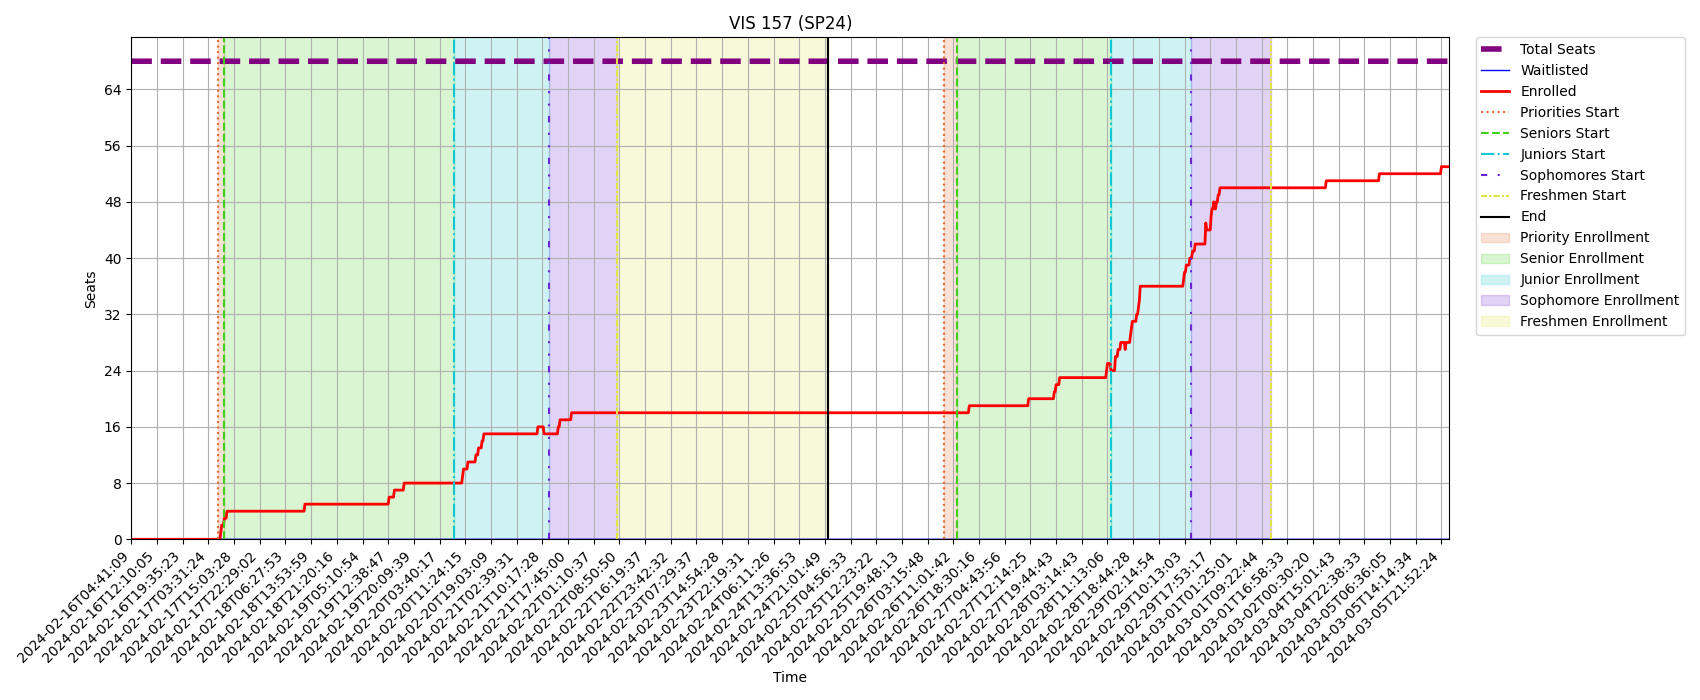 VIS 157 (SP24)
Seats
64
56
48
40
32
24
16
8
0
2024-02-16T04:41:09
2024-02-16T12:10:05
2024-02-16T19:35:23
2024-02-17T03:31:24
2024-02-17T15:03:28
2024-02-17T22:29:02
2024-02-18T06:27:53
2024-02-18T13:53:59
2024-02-18T21:20:16
2024-02-19T05:10:54
2024-02-19T12:38:47
2024-02-19T20:09:39
2024-02-20T03:40:17
2024-02-20T11:24:15
2024-02-20T19:03:09
2024-02-21T02:39:31
2024-02-21T10:17:28
2024-02-21T17:45:00
2024-02-22T01:10:37
2024-02-22T08:50:50
2024-02-22T16:19:37
2024-02-22T23:42:32
2024-02-23T07:29:37
2024-02-23T14:54:28
2024-02-23T22:19:31
2024-02-24T06:11:26
2024-02-24T13:36:53
2024-02-24T21:01:49
2024-02-25T04:56:33
2024-02-25T12:23:22
2024-02-25T19:48:13
2024-02-26T03:15:48
2024-02-26T11:01:42
2024-02-26T18:30:16
2024-02-27T04:43:56
2024-02-27T12:14:25
2024-02-27T19:44:43
2024-02-28T03:14:43
2024-02-28T11:13:06
2024-02-28T18:44:28
2024-02-29T02:14:54
2024-02-29T10:13:03
2024-02-29T17:53:17
2024-03-01T01:25:01
2024-03-01T09:22:44
2024-03-01T16:58:33
2024-03-02T00:30:20
2024-03-04T15:01:43
2024-03-04T22:38:33
2024-03-05T06:36:05
2024-03-05T14:14:34
2024-03-05T21:52:24
Time
Total Seats
Waitlisted
Enrolled
Priorities Start
Seniors Start
Juniors Start
Sophomores Start
Freshmen Start
End
Priority Enrollment
Senior Enrollment
Junior Enrollment
Sophomore Enrollment
Freshmen Enrollment